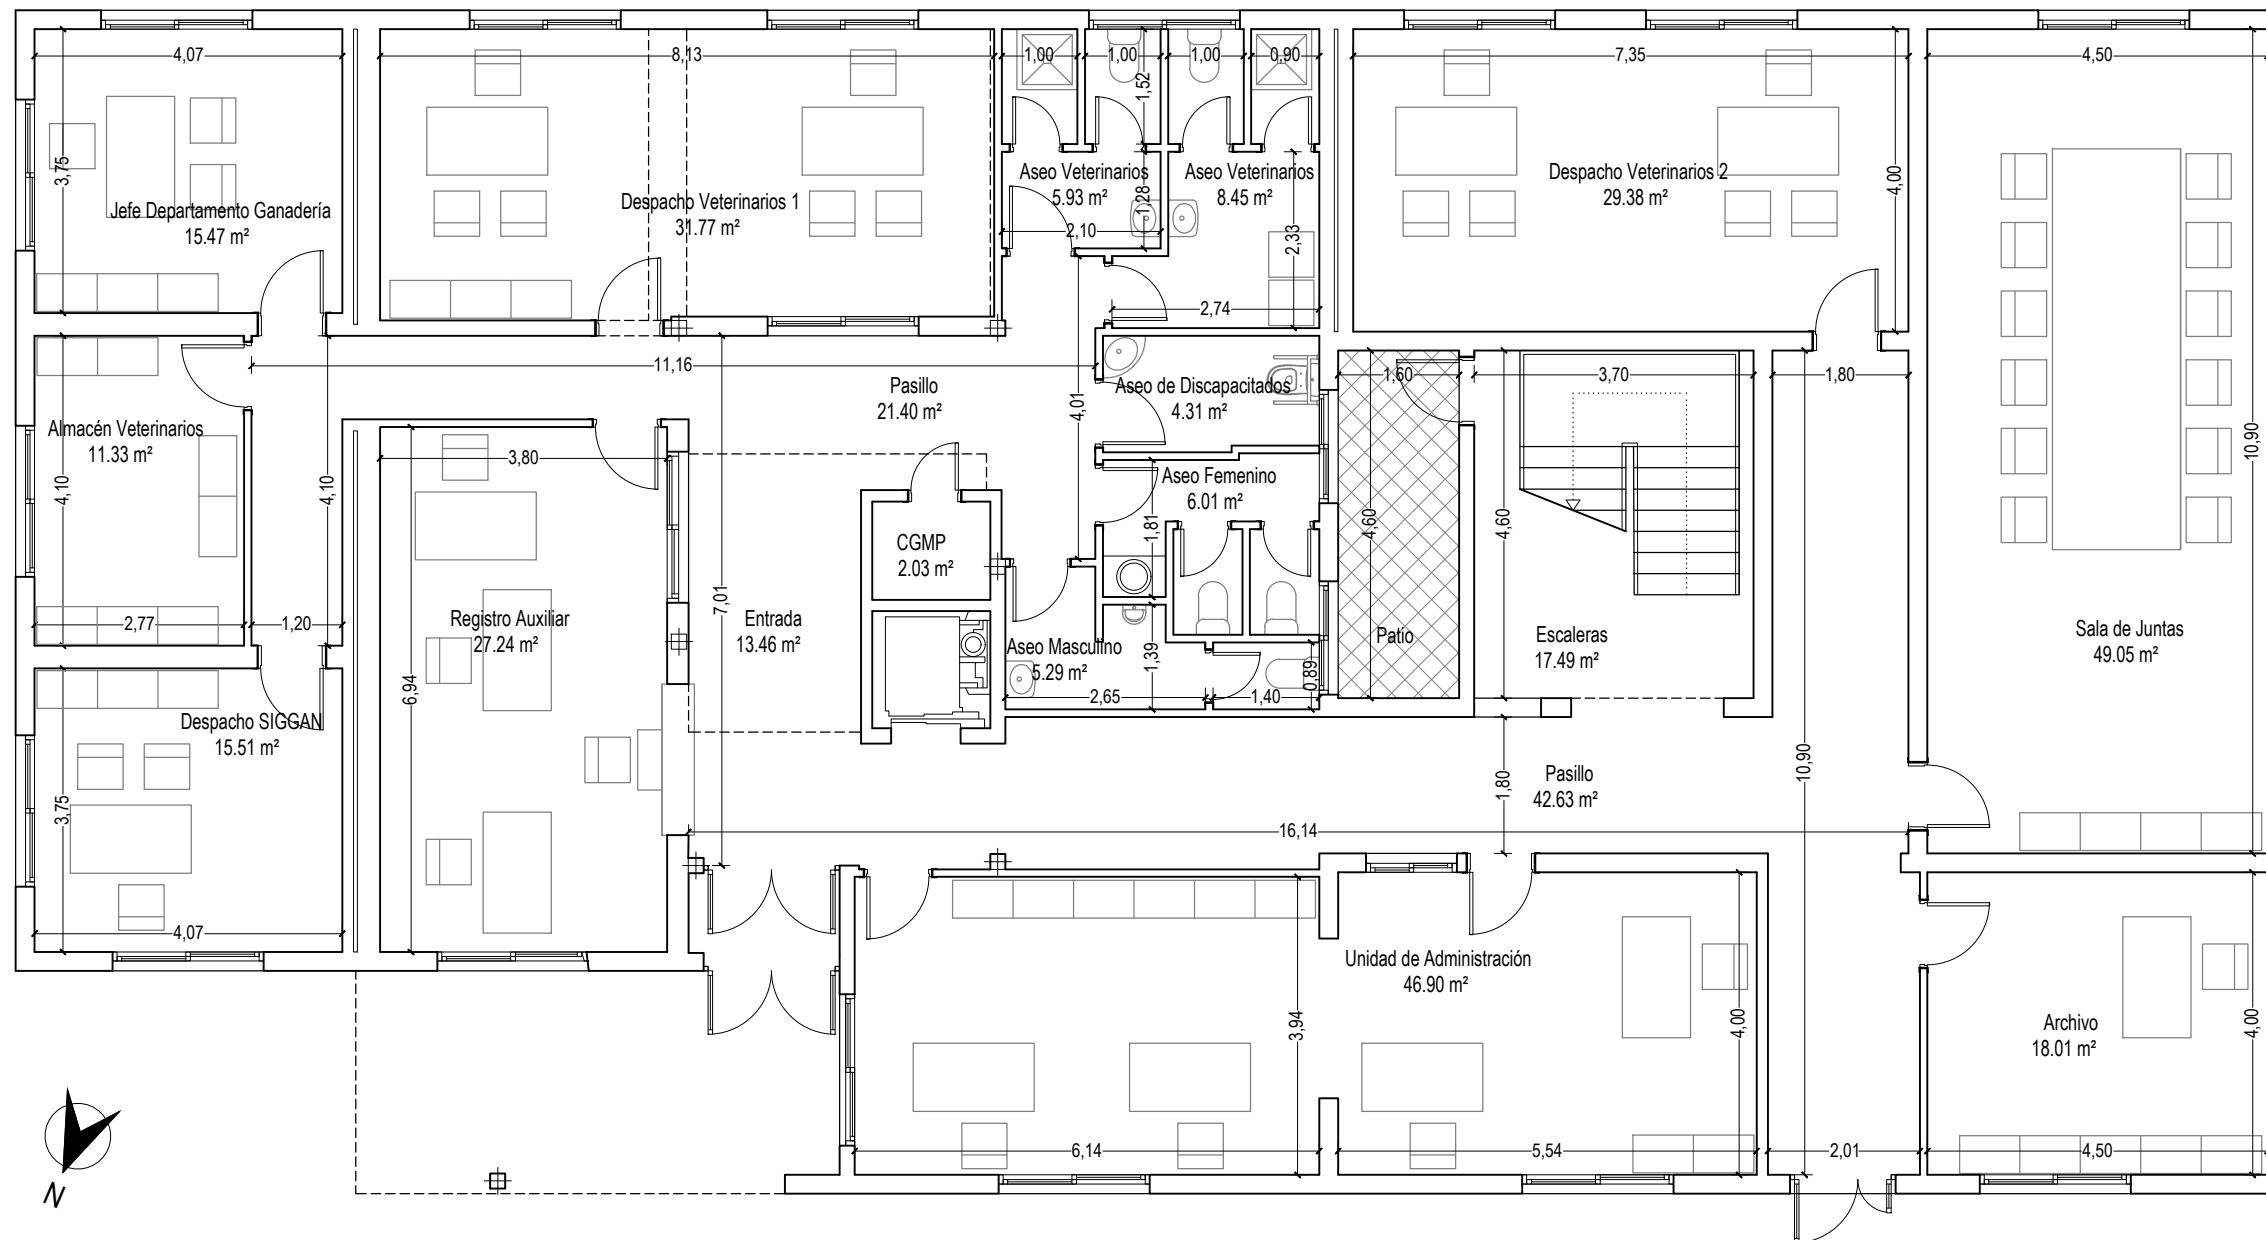 4,07
8,13
1,00
1,00
1,00
0,90
7,35
4,50
1,52
3,75
Jefe Departamento Ganadería
15.47 m²
Despacho Veterinarios 1
31.77 m²
Aseo Veterinarios
5.93 m²
1,28
2,10
Aseo Veterinarios
8.45 m²
2,33
2,74
Despacho Veterinarios 2
29.38 m²
4,00
11,16
Pasillo
21.40 m²
4,01
Aseo de Discapacitados
4.31 m²
1,60
3,70
1,80
Almacén Veterinarios
11.33 m²
4,10
4,10
3,80
10,90
Aseo Femenino
6.01 m²
1,81
4,60
4,60
CGMP
2.03 m²
7,01
2,77
1,20
Registro Auxiliar
27.24 m²
6,94
Entrada
13.46 m²
Aseo Masculino
5.29 m²
1,39
0,89
2,65
1,40
Patio
Escaleras
17.49 m²
Sala de Juntas
49.05 m²
Despacho SIGGAN
15.51 m²
3,75
Pasillo
42.63 m²
1,80
10,90
16,14
4,07
Unidad de Administración
46.90 m²
3,94
4,00
Archivo
18.01 m²
4,00
6,14
5,54
2,01
4,50
N